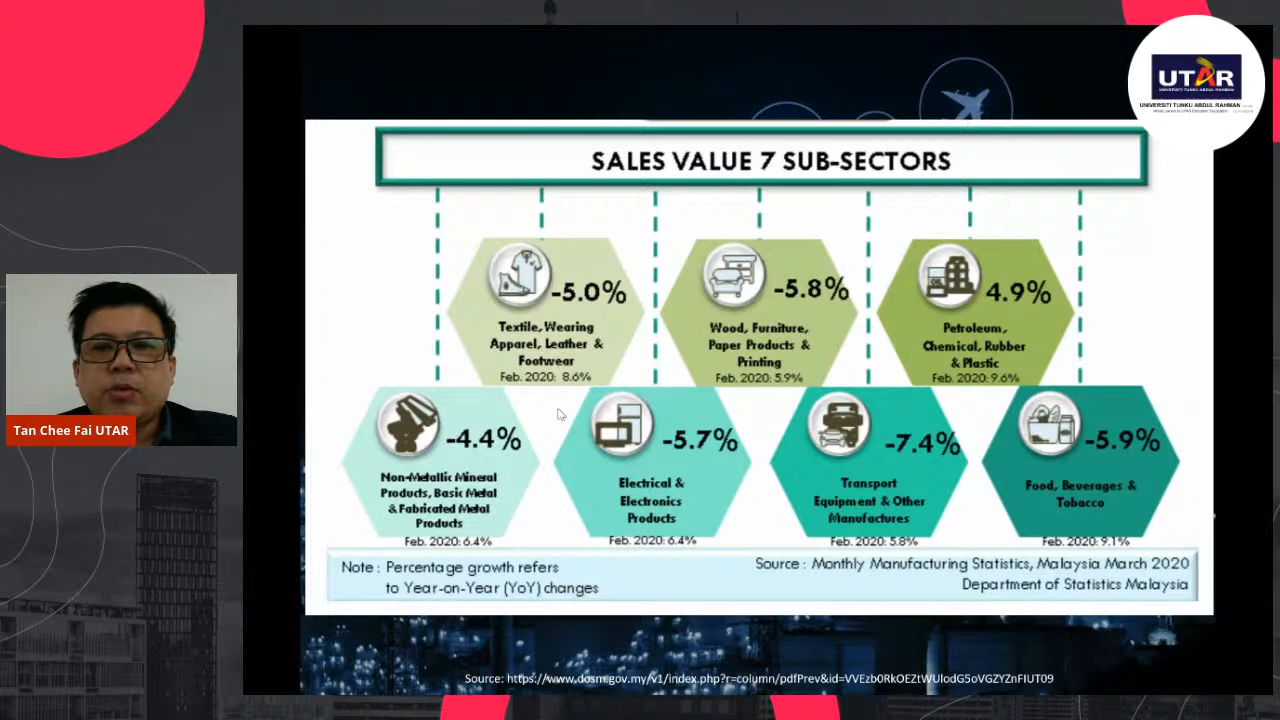 UTAR
UNIVERSITI TUNKU ABDUL RAHMAN
UNIVERSITI TUNKU ABDUL RAHMAN
SALES VALUE 7 SUB-SECTORS
-5.0%
Textile, Wearing
Apparel, Leather &
Footwear
Feb. 2020: 8.6%
-5.8%
Wood, Furniture,
Paper Products &
Printing
Feb. 2020: 5.9%
4.9%
Petroleum,
Chemical, Rubber
& Plastic
Feb. 2020: 9.6%
-4.4%
Non-Metallic Mineral
Products, Basic Metal
& Fabricated Metal
Products
Feb. 2020: 6.4%
-5.7%
Electrical &
Electronics
Products
Feb. 2020: 6.4%
-7.4%
Transport
Equipment & Other
Manufactures
Feb. 2020: 5.8%
-5.9%
Food, Beverages &
Tobacco
Feb. 2020: 9.1%
Note : Percentage growth refers
to Year-on-Year (YoY) changes
Source : Monthly Manufacturing Statistics, Malaysia March 2020
Department of Statistics Malaysia
Tan Chee Fai UTAR
Source: https://www.dosm.gov.my/v1/index.php?r=column/pdfPrev&id=VVEzb0RkOEZtWUlodG5oVGZYZnFIUT09